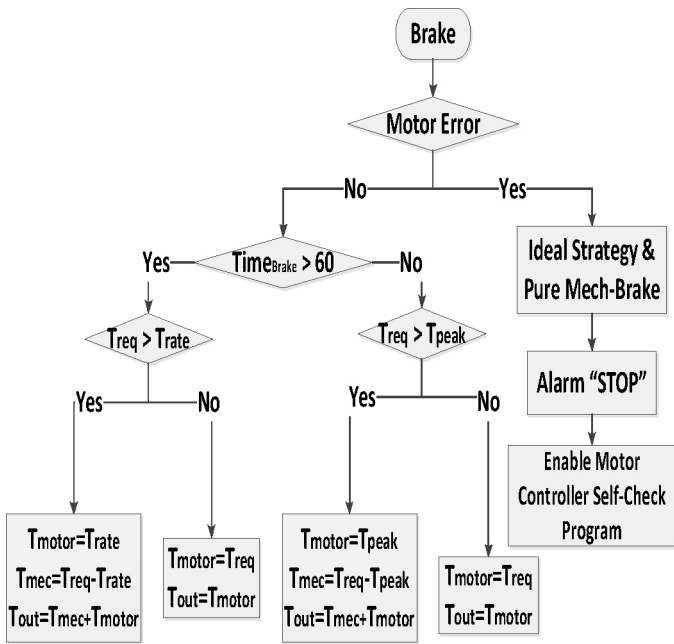 Brake
Motor Error
No
Yes
Yes
TimeBrake > 60
No
Ideal Strategy &
Pure Mech-Brake
Treq > Trate
Treq > Tpeak
Alarm “STOP”
Yes
No
Yes
No
Enable Motor
Controller Self-Check
Program
Tmotor=Trate
Tmec=Treq-Trate
Tout=Tmec+Tmotor
Tmotor=Treq
Tout=Tmotor
Tmotor=Tpeak
Tmec=Treq-Tpeak
Tout=Tmec+Tmotor
Tmotor=Treq
Tout=Tmotor